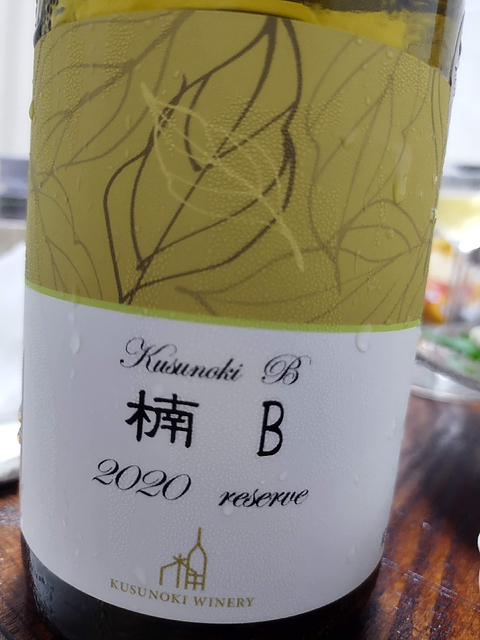 Kusunoki B
楠 B
2020 reserve
KUSUNOKI WINERY